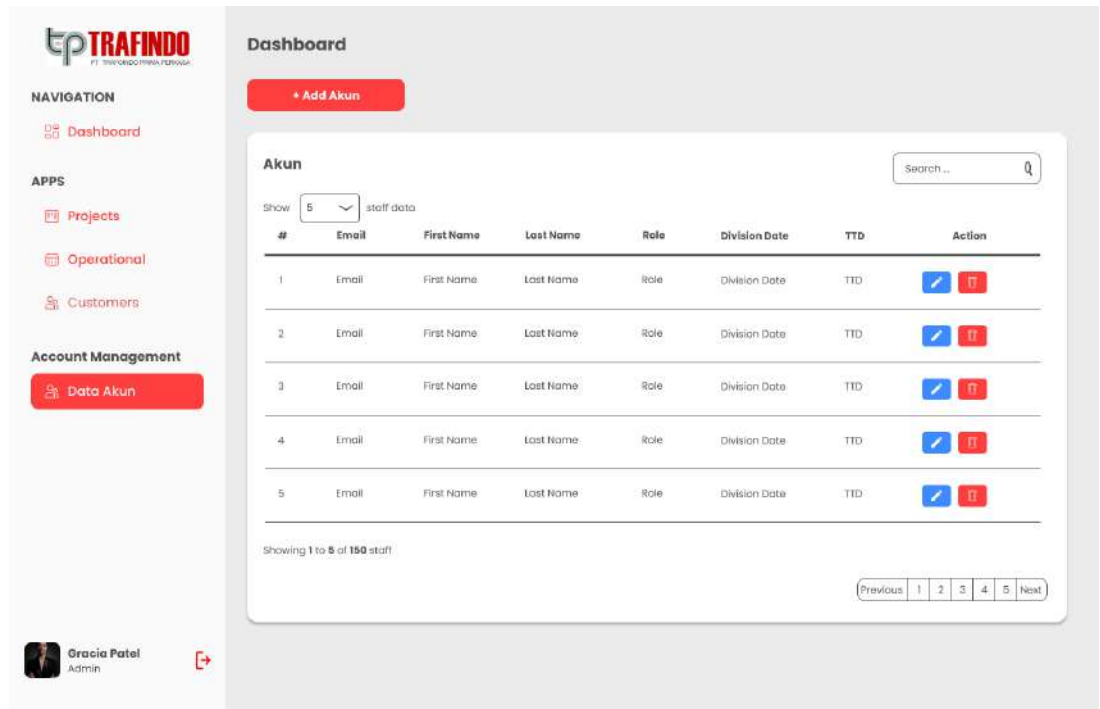 tp TRAFINDO
PT TRAFOINDO PRIMA PERKASA
NAVIGATION
Dashboard
APPS
Projects
Operational
Customers
Account Management
Data Akun
Gracia Patel
Admin
Dashboard
+ Add Akun
Akun
Search ...
Show 5 staff data
# Email First Name Last Name Role Division Date TTD Action
1 Email First Name Last Name Role Division Date TTD
2 Email First Name Last Name Role Division Date TTD
3 Email First Name Last Name Role Division Date TTD
4 Email First Name Last Name Role Division Date TTD
5 Email First Name Last Name Role Division Date TTD
Showing 1 to 5 of 150 staff
Previous 1 2 3 4 5 Next